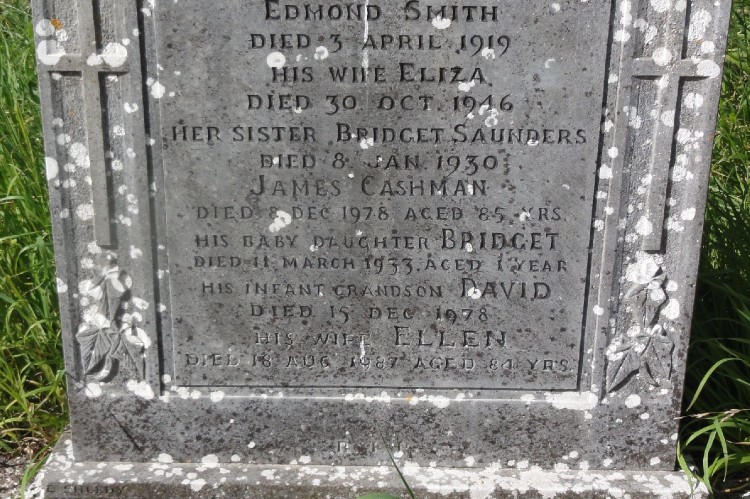 EDMOND SMITH
DIED 3 APRIL 1919
HIS WIFE ELIZA
DIED 30 OCT. 1946
HER SISTER BRIDGET SAUNDERS
DIED 8 JAN 1930
JAMES CASHMAN
DIED 8 DEC 1978 AGED 85 YRS.
HIS BABY DAUGHTER BRIDGET
DIED 11 MARCH 1933. AGED 1 YEAR
HIS INFANT GRANDSON DAVID
DIED 15 DEC 1978
HIS WIFE ELLEN
DIED 18 AUG 1987 AGED 84 YRS.